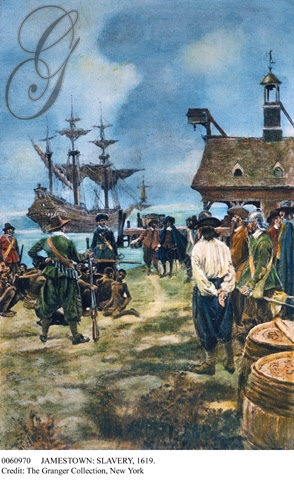 G
0060970 JAMESTOWN: SLAVERY, 1619.
Credit: The Granger Collection, New York